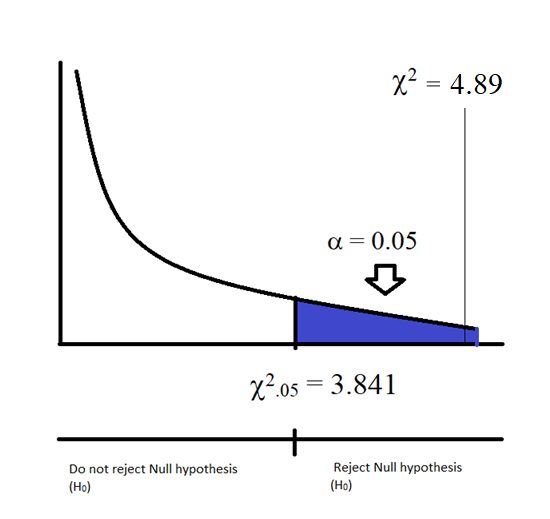 χ² = 4.89
α = 0.05
χ².05 = 3.841
Do not reject Null hypothesis
(H₀)
Reject Null hypothesis
(H₀)